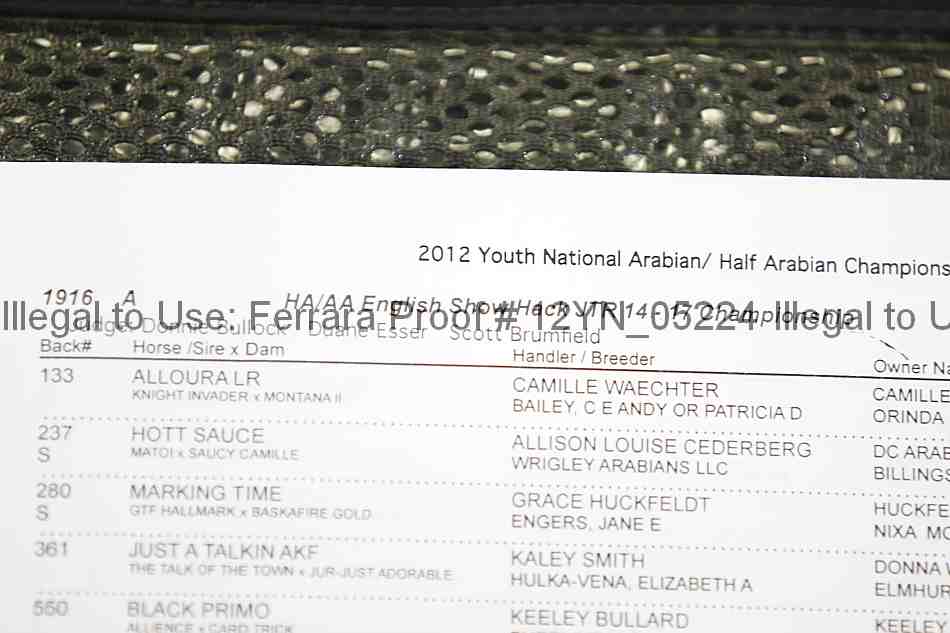 2012 Youth National Arabian/ Half Arabian Champions
1916 A HA/AA English Show Hack JTR 14 - 17 Championship
Illegal to Use; Ferrara Proof # 12YN_05224 Illegal to U
Judge: Donnie Bullock Duane Esser Scott Brumfield
Back# Horse /Sire x Dam Handler / Breeder Owner Na
133 ALLOURA LR CAMILLE WAECHTER CAMILLE
KNIGHT INVADER x MONTANA II BAILEY, C E ANDY OR PATRICIA D ORINDA
237 HOTT SAUCE ALLISON LOUISE CEDERBERG DC ARAB
S MATOI x SAUCY CAMILLE WRIGLEY ARABIANS LLC BILLINGS
280 MARKING TIME GRACE HUCKFELDT HUCKFE
S GTF HALLMARK x BASKAFIRE GOLD ENGERS, JANE E NIXA MO
361 JUST A TALKIN AKF KALEY SMITH DONNA W
THE TALK OF THE TOWN x JUR-JUST ADORABLE HULKA-VENA, ELIZABETH A ELMHUR
550 BLACK PRIMO KEELEY BULLARD KEELEY
ALLIENCE x CARD TRICK